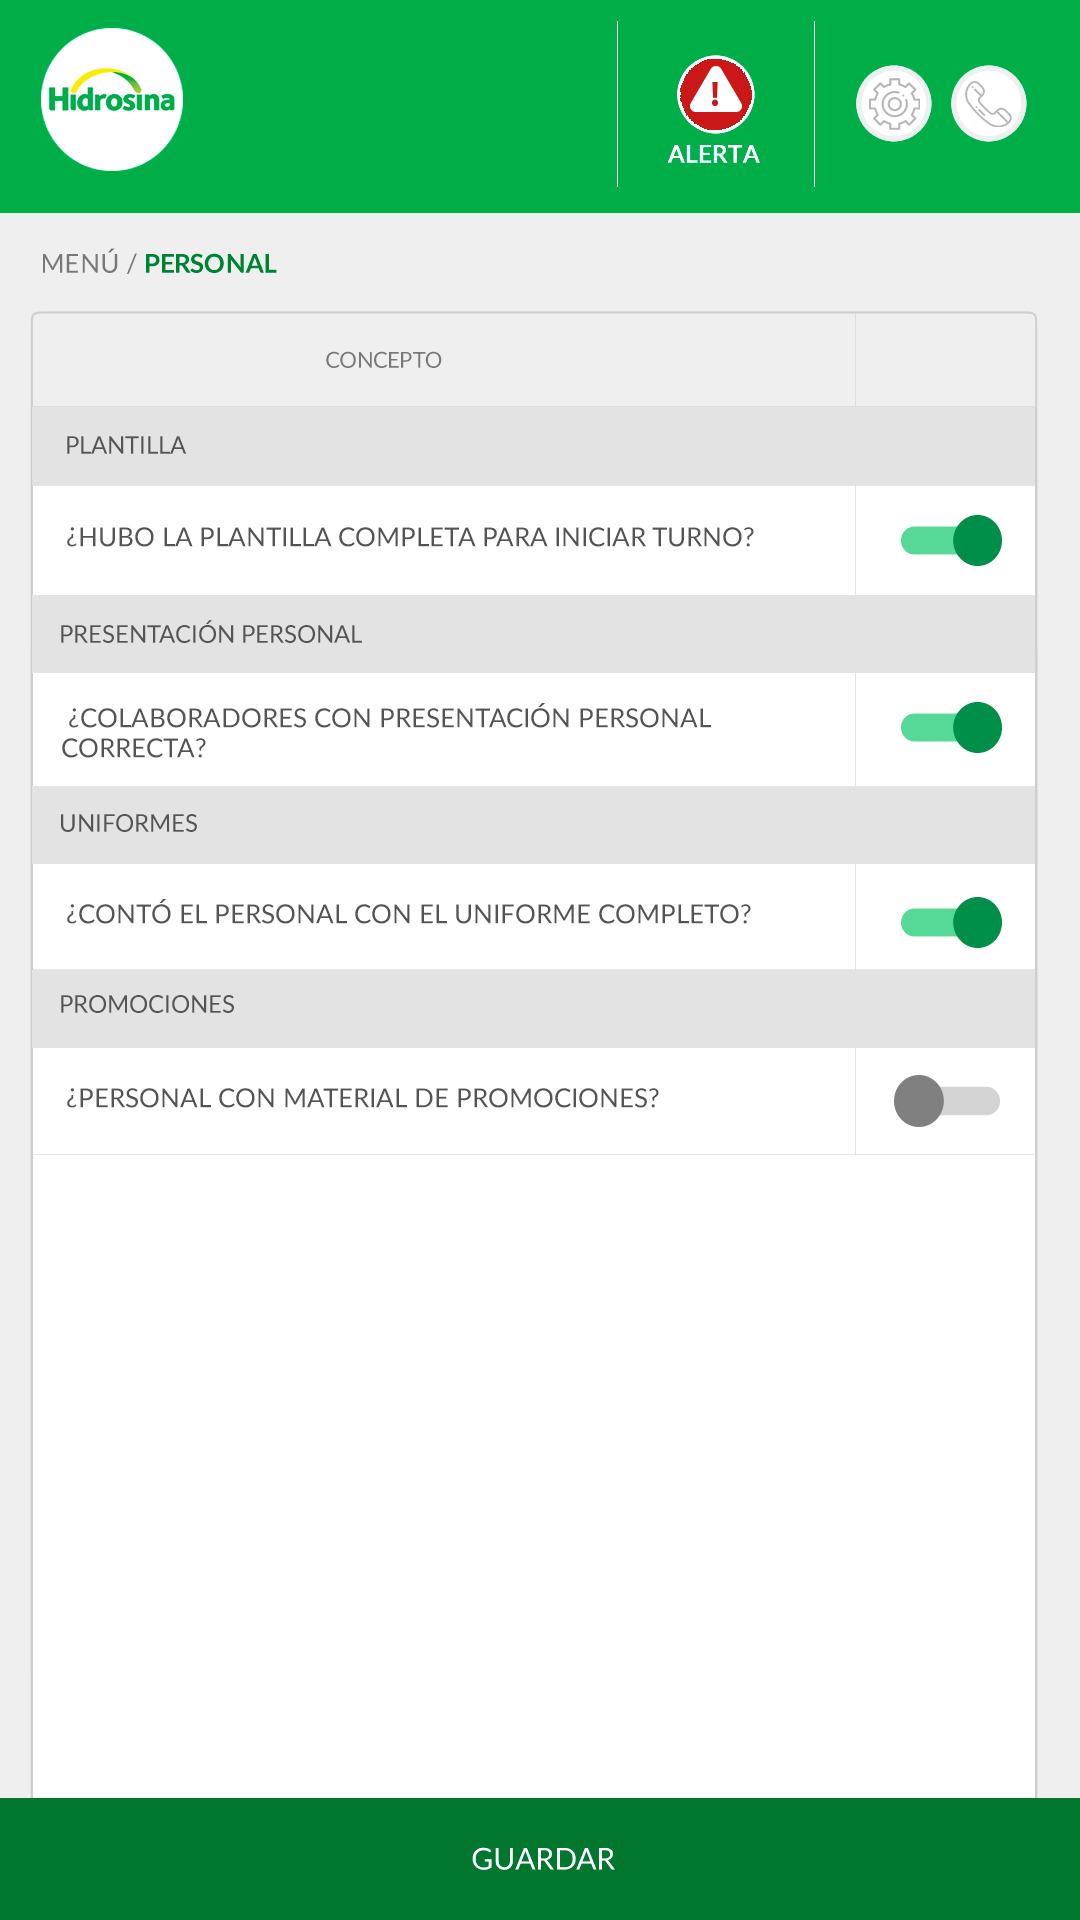 Hidrosina
ALERTA
MENÚ / PERSONAL
CONCEPTO
PLANTILLA
¿HUBO LA PLANTILLA COMPLETA PARA INICIAR TURNO?
PRESENTACIÓN PERSONAL
¿COLABORADORES CON PRESENTACIÓN PERSONAL
CORRECTA?
UNIFORMES
¿CONTÓ EL PERSONAL CON EL UNIFORME COMPLETO?
PROMOCIONES
¿PERSONAL CON MATERIAL DE PROMOCIONES?
GUARDAR